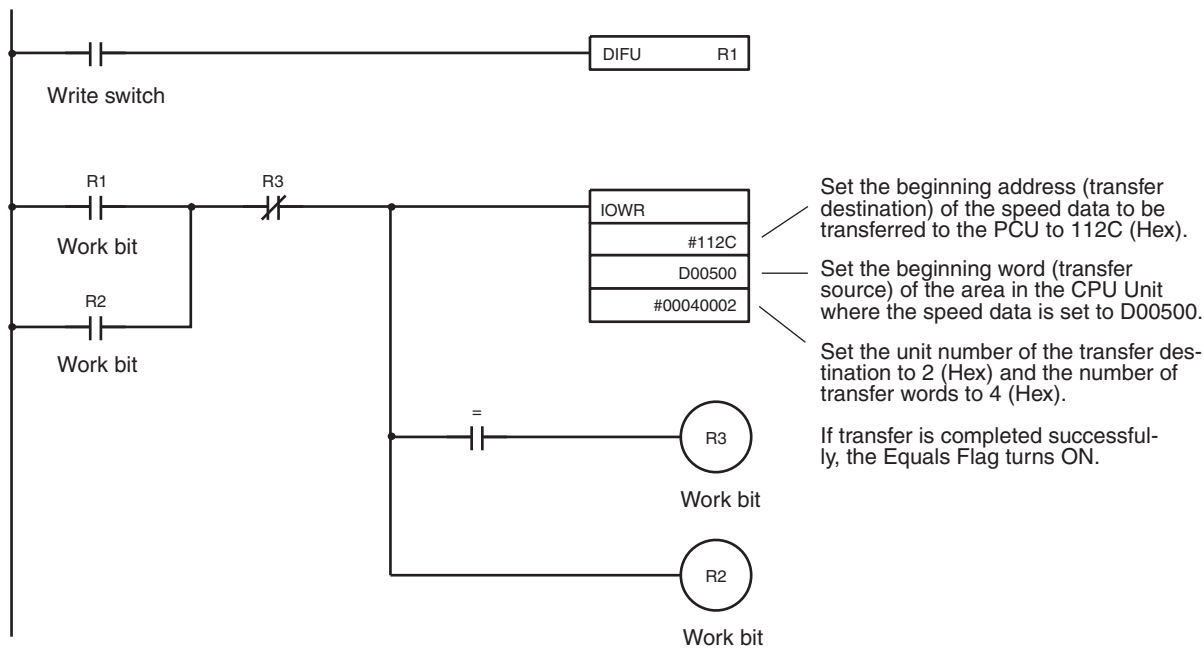 DIFU R1
Write switch
R1
R3
Work bit
R2
Work bit
IOWR
#112C
D00500
#00040002
Set the beginning address (transfer
destination) of the speed data to be
transferred to the PCU to 112C (Hex).
Set the beginning word (transfer
source) of the area in the CPU Unit
where the speed data is set to D00500.
Set the unit number of the transfer des-
tination to 2 (Hex) and the number of
transfer words to 4 (Hex).
If transfer is completed successful-
ly, the Equals Flag turns ON.
=
R3
Work bit
R2
Work bit